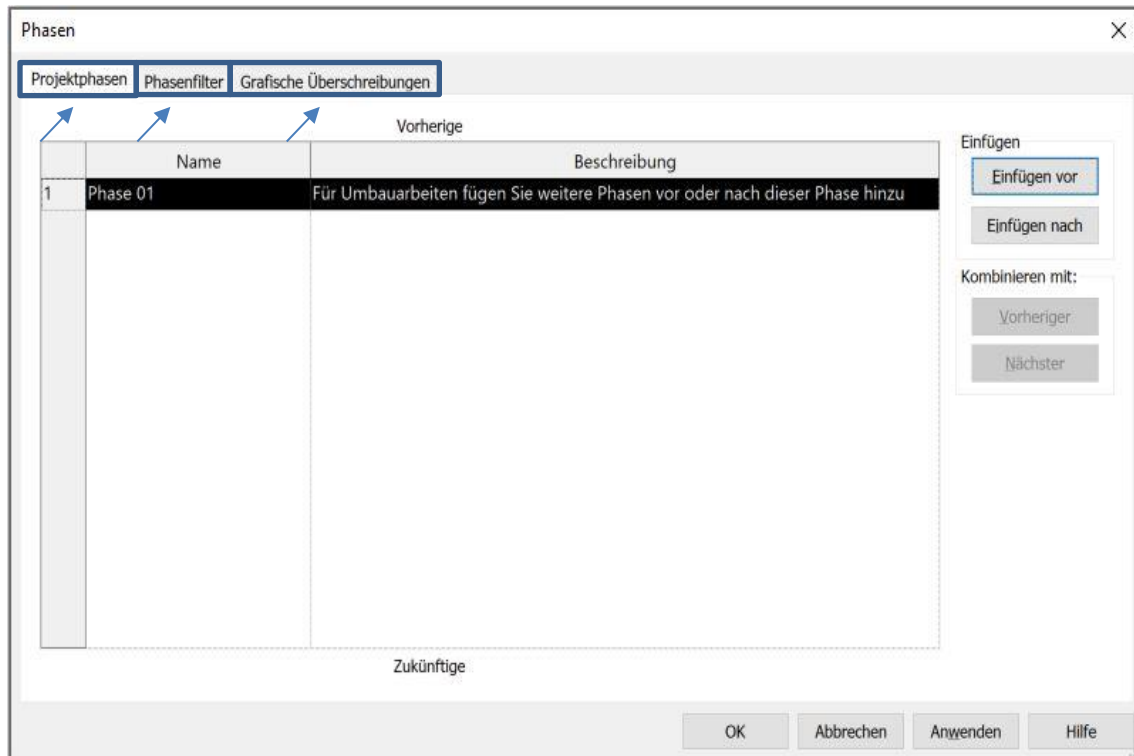 Phasen
Projektphasen Phasenfilter Grafische Überschreibungen
Vorherige
Name Beschreibung
1 Phase 01 Für Umbauarbeiten fügen Sie weitere Phasen vor oder nach dieser Phase hinzu
Zukünftige
Einfügen
Einfügen vor
Einfügen nach
Kombinieren mit:
Vorheriger
Nächster
OK Abbrechen Anwenden Hilfe